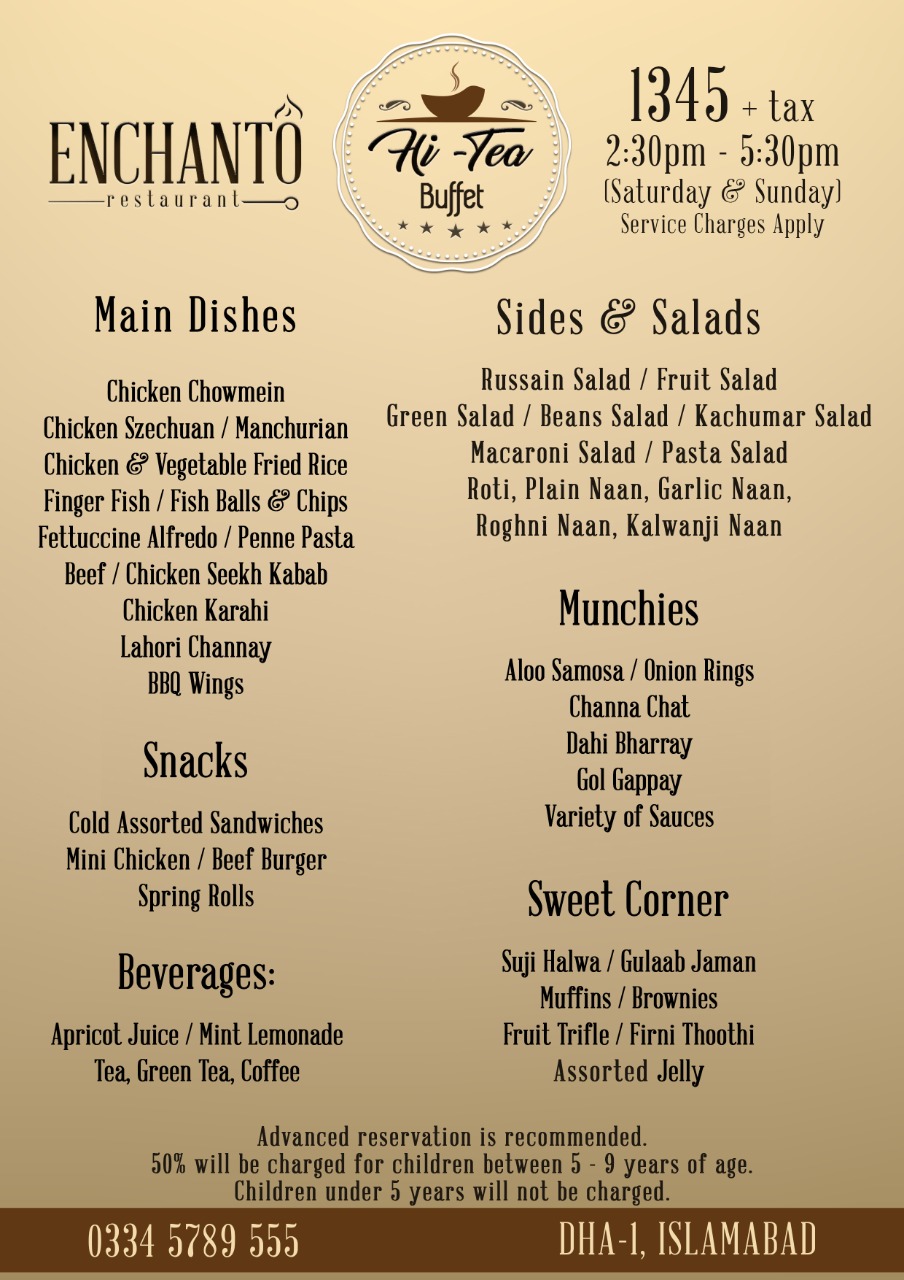 ENCHANTÔ
restaurant
Hi -Tea
Buffet
1345 + tax
2:30pm - 5:30pm
(Saturday & Sunday)
Service Charges Apply
Main Dishes
Chicken Chowmein
Chicken Szechuan / Manchurian
Chicken & Vegetable Fried Rice
Finger Fish / Fish Balls & Chips
Fettuccine Alfredo / Penne Pasta
Beef / Chicken Seekh Kabab
Chicken Karahi
Lahori Channay
BBQ Wings
Snacks
Cold Assorted Sandwiches
Mini Chicken / Beef Burger
Spring Rolls
Beverages:
Apricot Juice / Mint Lemonade
Tea, Green Tea, Coffee
Sides & Salads
Russain Salad / Fruit Salad
Green Salad / Beans Salad / Kachumar Salad
Macaroni Salad / Pasta Salad
Roti, Plain Naan, Garlic Naan,
Roghni Naan, Kalwanji Naan
Munchies
Aloo Samosa / Onion Rings
Channa Chat
Dahi Bharray
Gol Gappay
Variety of Sauces
Sweet Corner
Suji Halwa / Gulaab Jaman
Muffins / Brownies
Fruit Trifle / Firni Thoothi
Assorted Jelly
Advanced reservation is recommended.
50% will be charged for children between 5 - 9 years of age.
Children under 5 years will not be charged.
0334 5789 555
DHA-1, ISLAMABAD